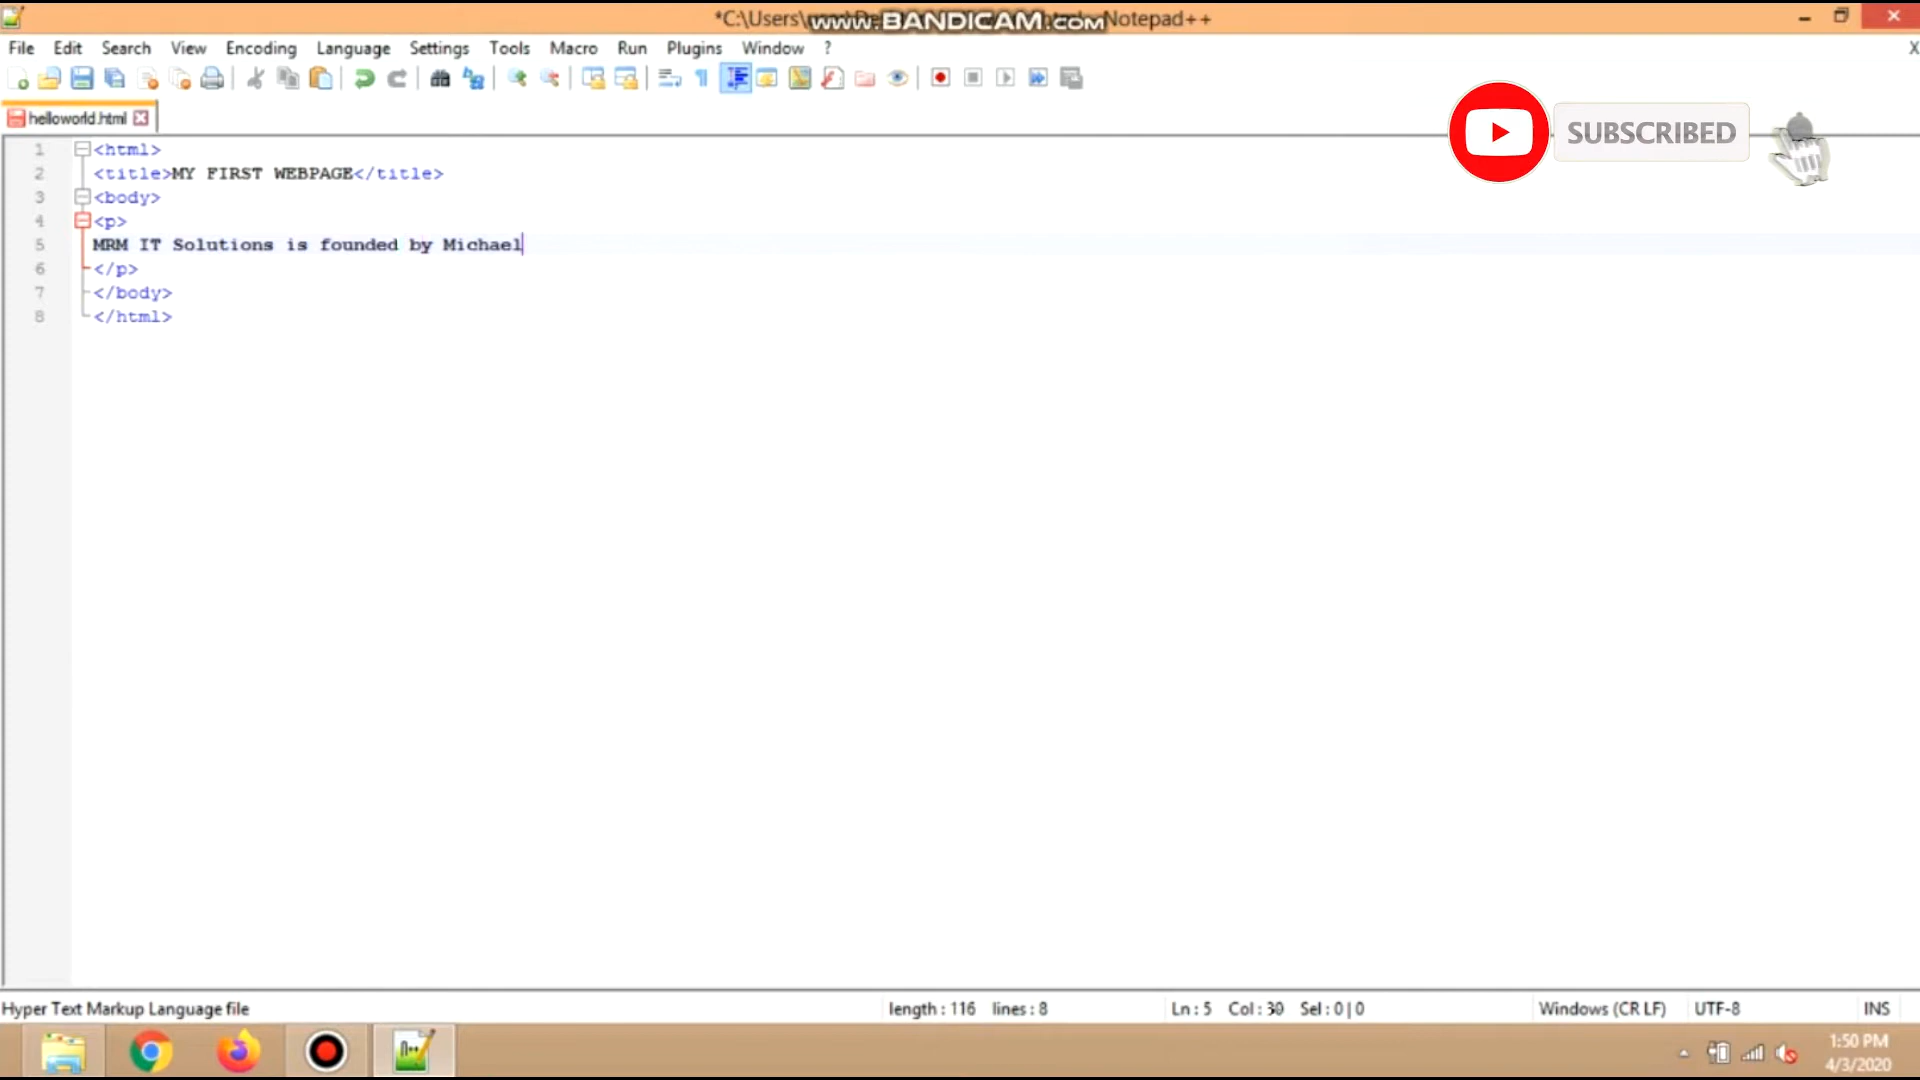 *C:\Users\ www.BANDICAM.com Notepad++
File Edit Search View Encoding Language Settings Tools Macro Run Plugins Window ? X
helloworld.html
SUBSCRIBED
1 <html>
2 <title>MY FIRST WEBPAGE</title>
3 <body>
4 <p>
5 MRM IT Solutions is founded by Michael
6 </p>
7 </body>
8 </html>
Hyper Text Markup Language file length : 116 lines : 8 Ln : 5 Col : 30 Sel : 0 | 0 Windows (CR LF) UTF-8 INS
1:50 PM
4/3/2020